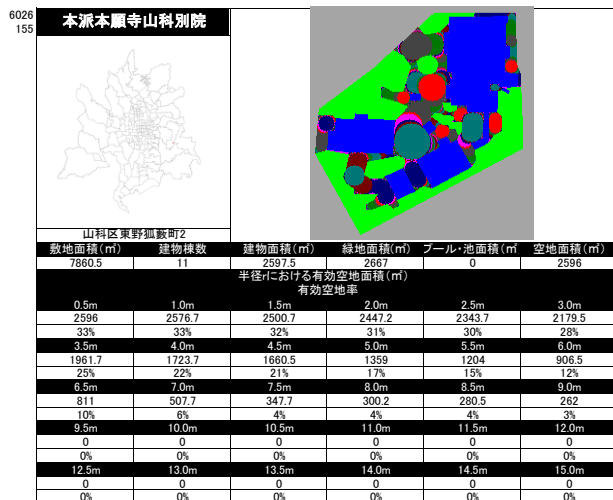 6026
155
本派本願寺山科別院
山科区東野狐藪町2
敷地面積(㎡) 建物棟数 建物面積(㎡) 緑地面積(㎡) プール・池面積(㎡ 空地面積(㎡)
7860.5 11 2597.5 2667 0 2596
半径rにおける有効空地面積(㎡)
有効空地率
0.5m 1.0m 1.5m 2.0m 2.5m 3.0m
2596 2576.7 2500.7 2447.2 2343.7 2179.5
33% 33% 32% 31% 30% 28%
3.5m 4.0m 4.5m 5.0m 5.5m 6.0m
1961.7 1723.7 1660.5 1359 1204 906.5
25% 22% 21% 17% 15% 12%
6.5m 7.0m 7.5m 8.0m 8.5m 9.0m
811 507.7 347.7 300.2 280.5 262
10% 6% 4% 4% 4% 3%
9.5m 10.0m 10.5m 11.0m 11.5m 12.0m
0 0 0 0 0 0
0% 0% 0% 0% 0% 0%
12.5m 13.0m 13.5m 14.0m 14.5m 15.0m
0 0 0 0 0 0
0% 0% 0% 0% 0% 0%